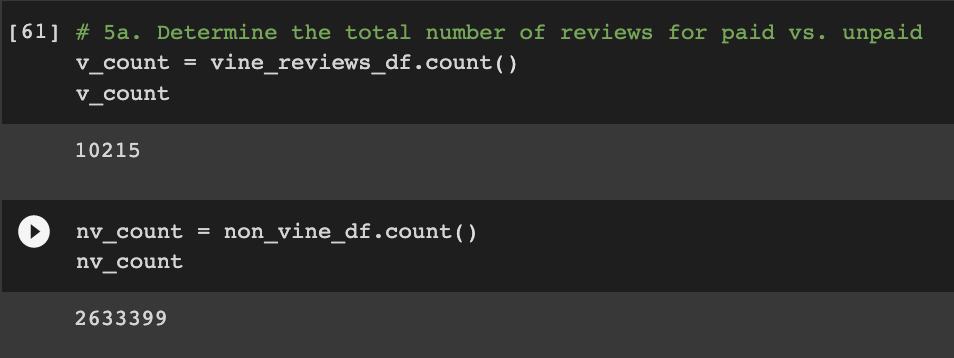 [61] # 5a. Determine the total number of reviews for paid vs. unpaid
v_count = vine_reviews_df.count()
v_count
10215
nv_count = non_vine_df.count()
nv_count
2633399